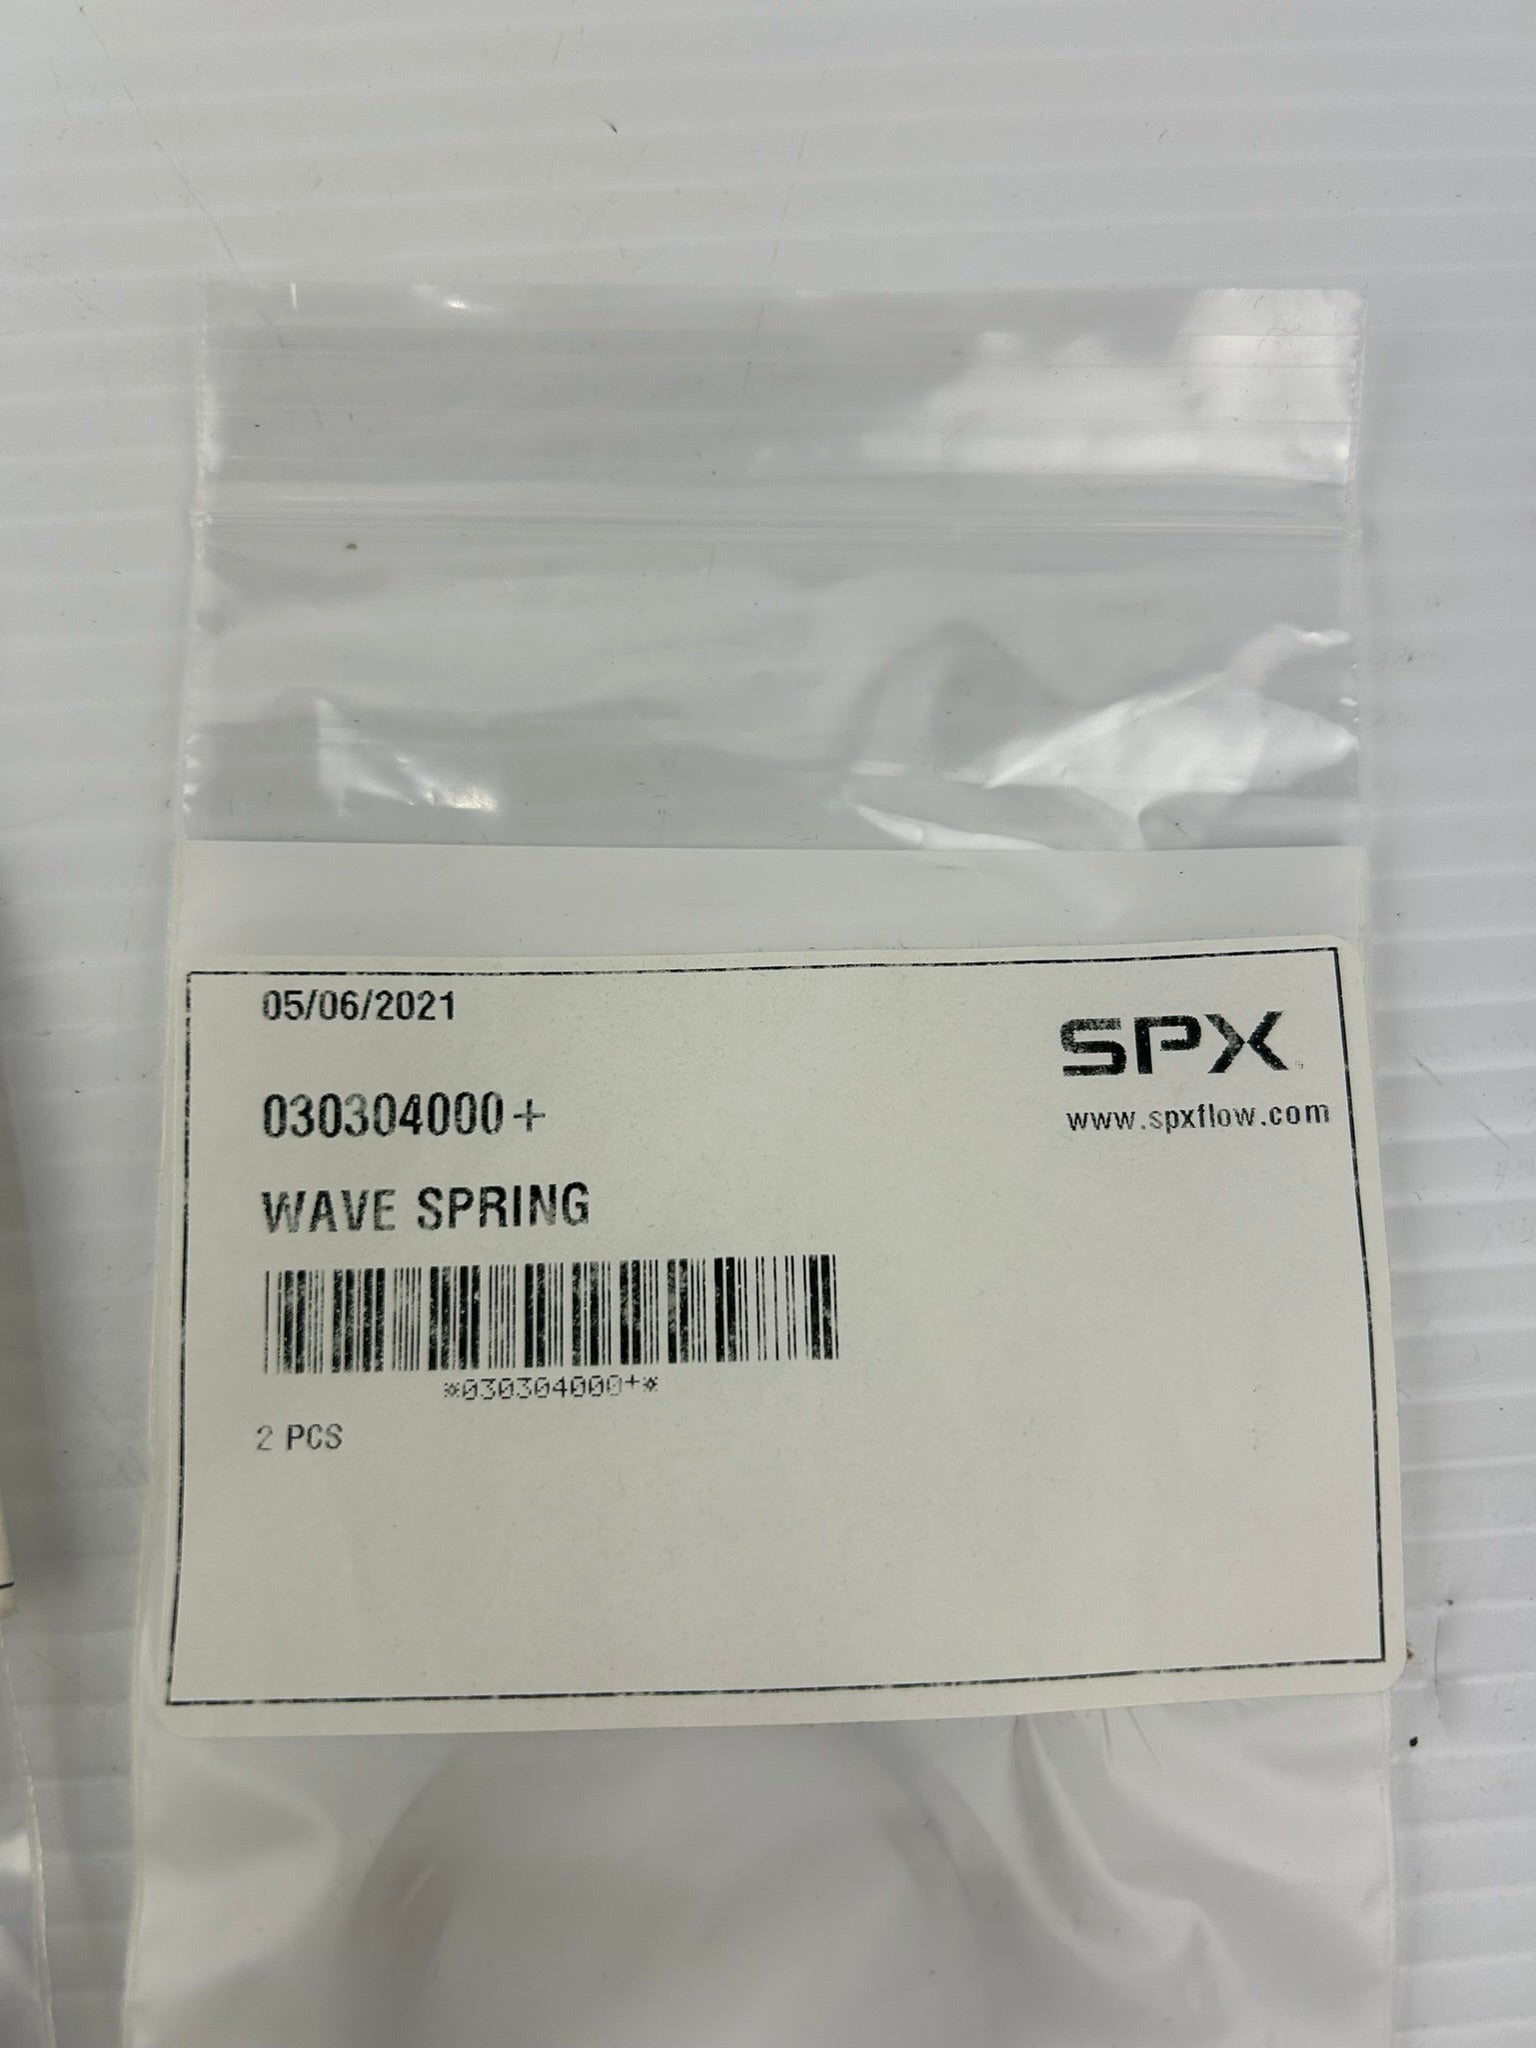 05/06/2021
SPX
www.spxflow.com
030304000+
WAVE SPRING
*030304000+*
2 PCS